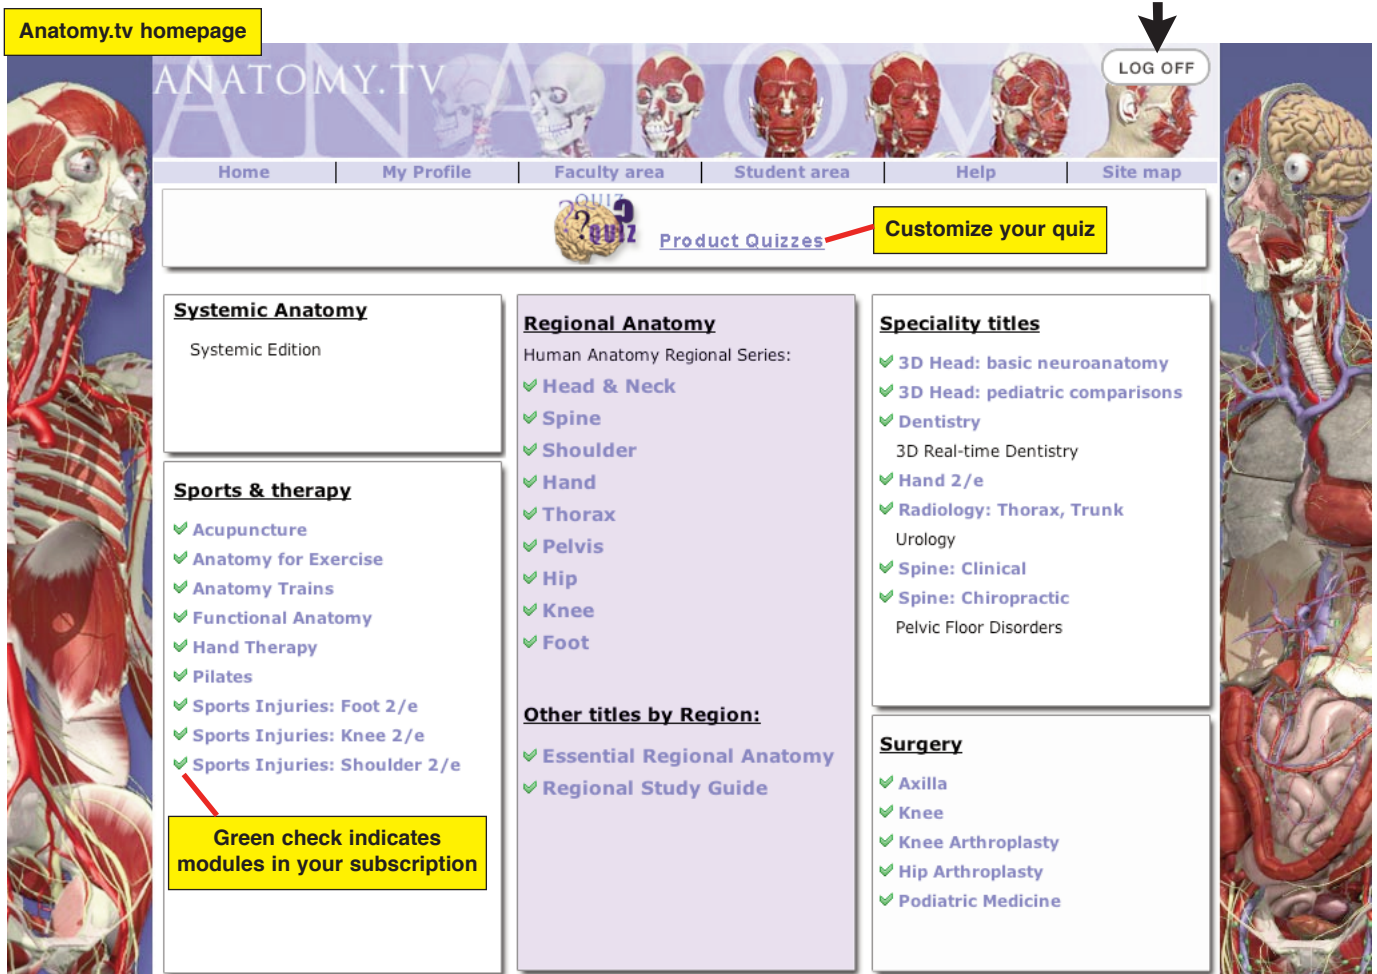 Anatomy.tv homepage
ANATOMY.TV
ANATOM
LOG OFF
Home
My Profile
Faculty area
Student area
Help
Site map
QUIZ
QUIZ
Product Quizzes
Customize your quiz
Systemic Anatomy
Systemic Edition
Sports & therapy
Acupuncture
Anatomy for Exercise
Anatomy Trains
Functional Anatomy
Hand Therapy
Pilates
Sports Injuries: Foot 2/e
Sports Injuries: Knee 2/e
Sports Injuries: Shoulder 2/e
Green check indicates
modules in your subscription
Regional Anatomy
Human Anatomy Regional Series:
Head & Neck
Spine
Shoulder
Hand
Thorax
Pelvis
Hip
Knee
Foot
Other titles by Region:
Essential Regional Anatomy
Regional Study Guide
Speciality titles
3D Head: basic neuroanatomy
3D Head: pediatric comparisons
Dentistry
3D Real-time Dentistry
Hand 2/e
Radiology: Thorax, Trunk
Urology
Spine: Clinical
Spine: Chiropractic
Pelvic Floor Disorders
Surgery
Axilla
Knee
Knee Arthroplasty
Hip Arthroplasty
Podiatric Medicine